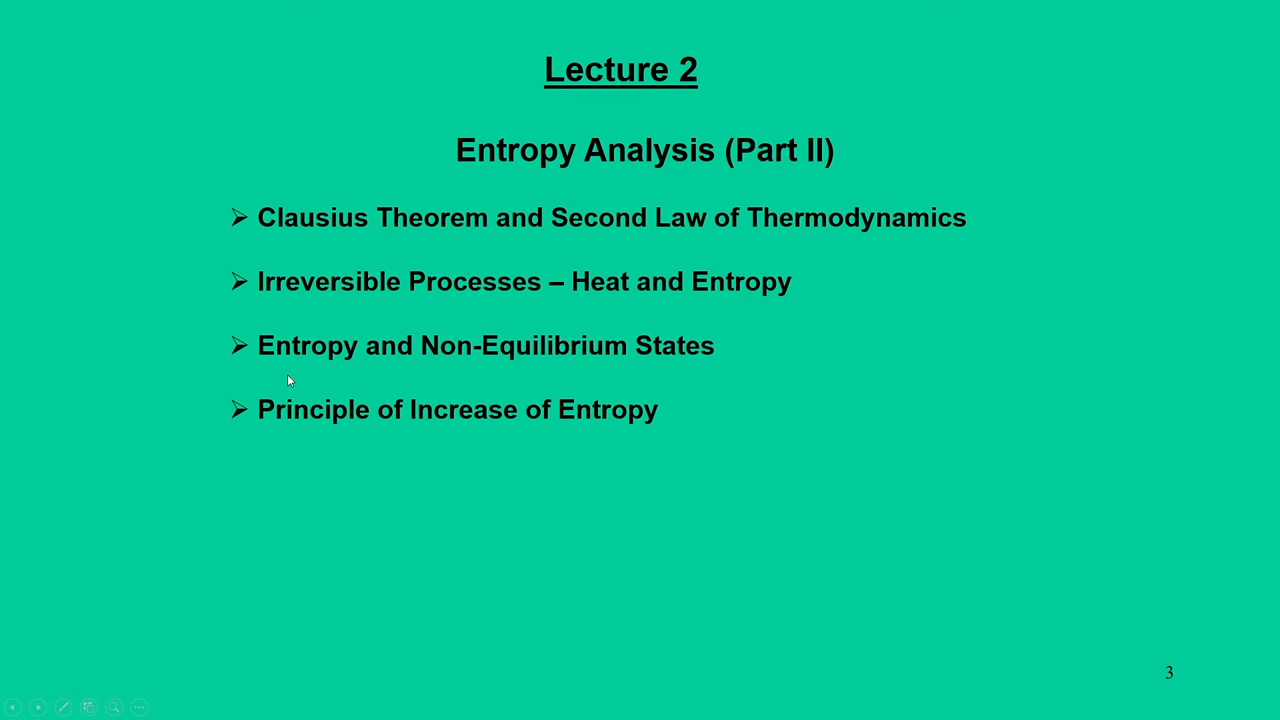 Lecture 2
Entropy Analysis (Part II)
➢ Clausius Theorem and Second Law of Thermodynamics
➢ Irreversible Processes – Heat and Entropy
➢ Entropy and Non-Equilibrium States
➢ Principle of Increase of Entropy
3